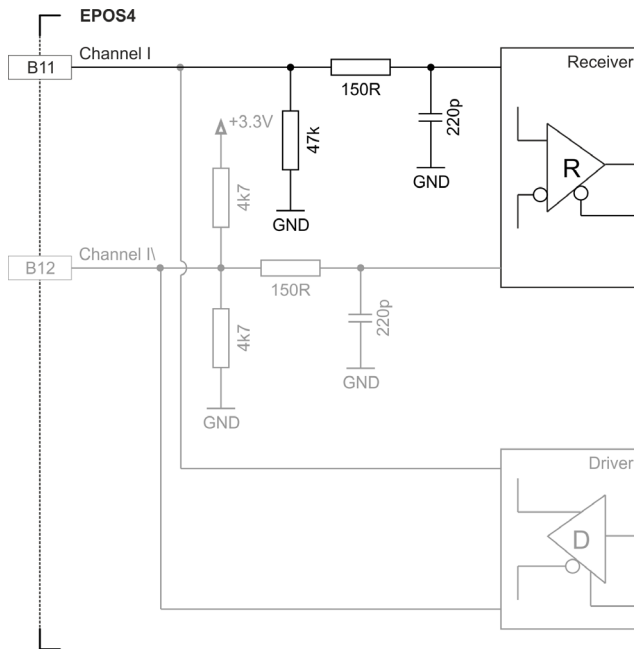 EPOS4
B11
Channel I
Receiver
150R
220p
+3.3V
47k
GND
R
4k7
GND
B12
Channel I\
150R
220p
4k7
GND
GND
Driver
D